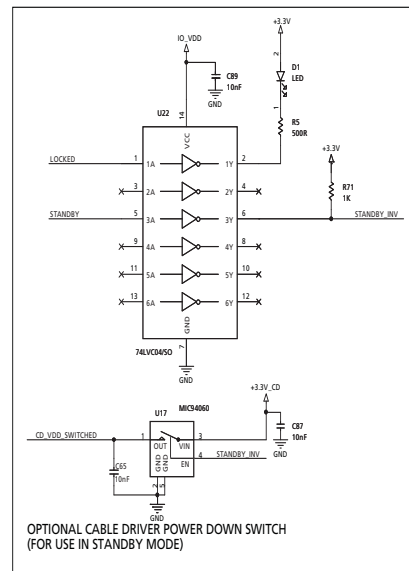 +3.3V
IO_VDD
2
D1
LED
C89
10nF
GND
1
U22
14
VCC
R5
500R
+3.3V
LOCKED 1 1A 1Y 2
R71
1K
3 2A 2Y 4
STANDBY 5 3A 3Y 6 STANDBY_INV
9 4A 4Y 8
11 5A 5Y 10
13 6A 6Y 12
GND
7
74LVC04/SO
GND
+3.3V_CD
U17 MIC94060
C87
10nF
CD_VDD_SWITCHED 1 OUT VIN 3
GND
C65
10nF
EN 4 STANDBY_INV
GND
GND
2
5
GND
OPTIONAL CABLE DRIVER POWER DOWN SWITCH
(FOR USE IN STANDBY MODE)